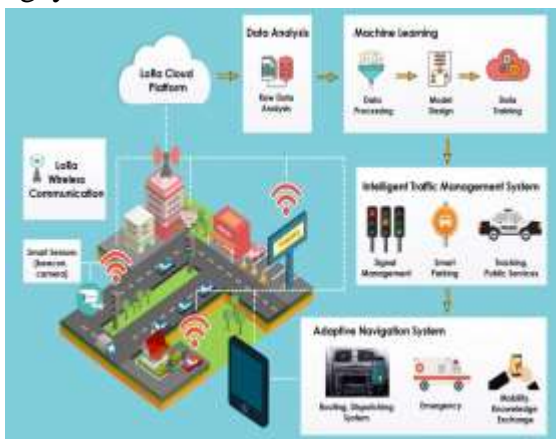 Data Analysis
Raw Data
Analysis
Machine Learning
Data
Processing
Model
Design
Data
Training
LoRa Cloud
Platform
LoRa
Wireless
Communication
Smart Sensors
(beacon,
camera)
Intelligent Traffic Management System
Signal
Management
Smart
Parking
Tracking,
Public Services
Adaptive Navigation System
Routing, Dispatching
System
Emergency
Mobility
Knowledge
Exchange